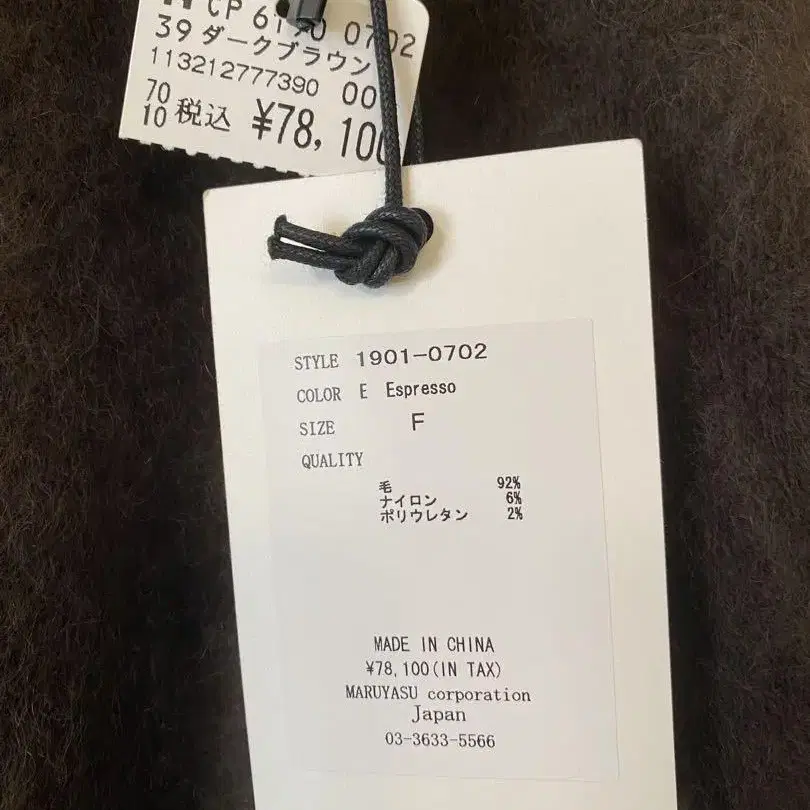 CP 6190 0702
39 ダークブラウン
113212777390 00
70
10 税込 ¥78,100
STYLE 1901-0702
COLOR E Espresso
SIZE F
QUALITY
毛 92%
ナイロン 6%
ポリウレタン 2%
MADE IN CHINA
¥78,100(IN TAX)
MARUYASU corporation
Japan
03-3633-5566